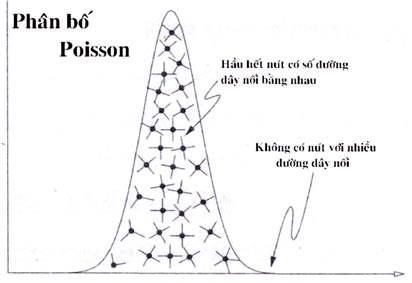 Phân bố
Poisson
Hầu hết nút có số đường
dây nối bằng nhau
Không có nút với nhiều
đường dây nối